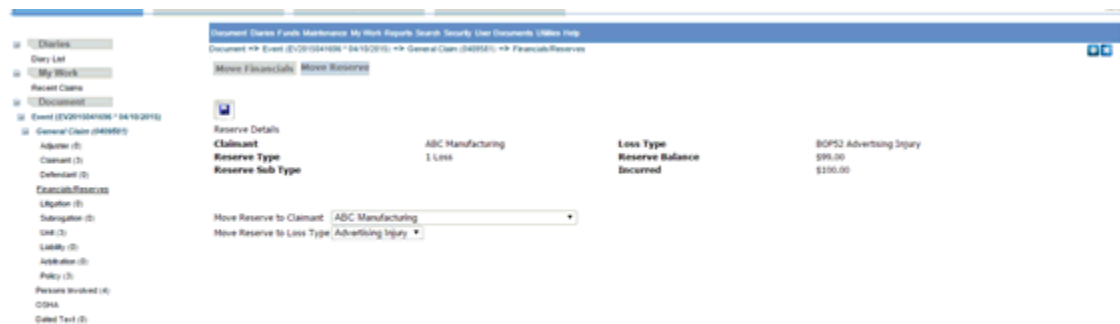 Document Diaries Funds Maintenance My Work Reports Search Security User Documents Utilities Help
Document => Event (EV2015041696 * 04/10/2015) => General Claim (0409581) => Financials/Reserves
Move Financials Move Reserve
Reserve Details
Claimant ABC Manufacturing Loss Type BOP52 Advertising Injury
Reserve Type 1 Loss Reserve Balance $99.00
Reserve Sub Type Incurred $100.00
Move Reserve to Claimant ABC Manufacturing
Move Reserve to Loss Type Advertising Injury
Diaries
Diary List
My Work
Recent Claims
Document
Event (EV2015041696 * 04/10/2015)
General Claim (0409581)
Adjuster (0)
Claimant (3)
Defendant (0)
Financials/Reserves
Litigation (0)
Subrogation (0)
Unit (3)
Liability (0)
Arbitration (0)
Policy (3)
Persons Involved (4)
OSHA
Dated Text (0)